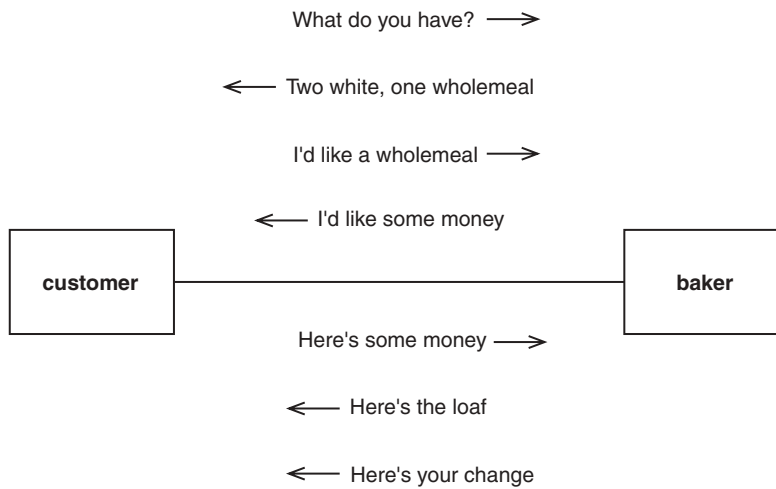 What do you have?
Two white, one wholemeal
I'd like a wholemeal
I'd like some money
customer
baker
Here's some money
Here's the loaf
Here's your change